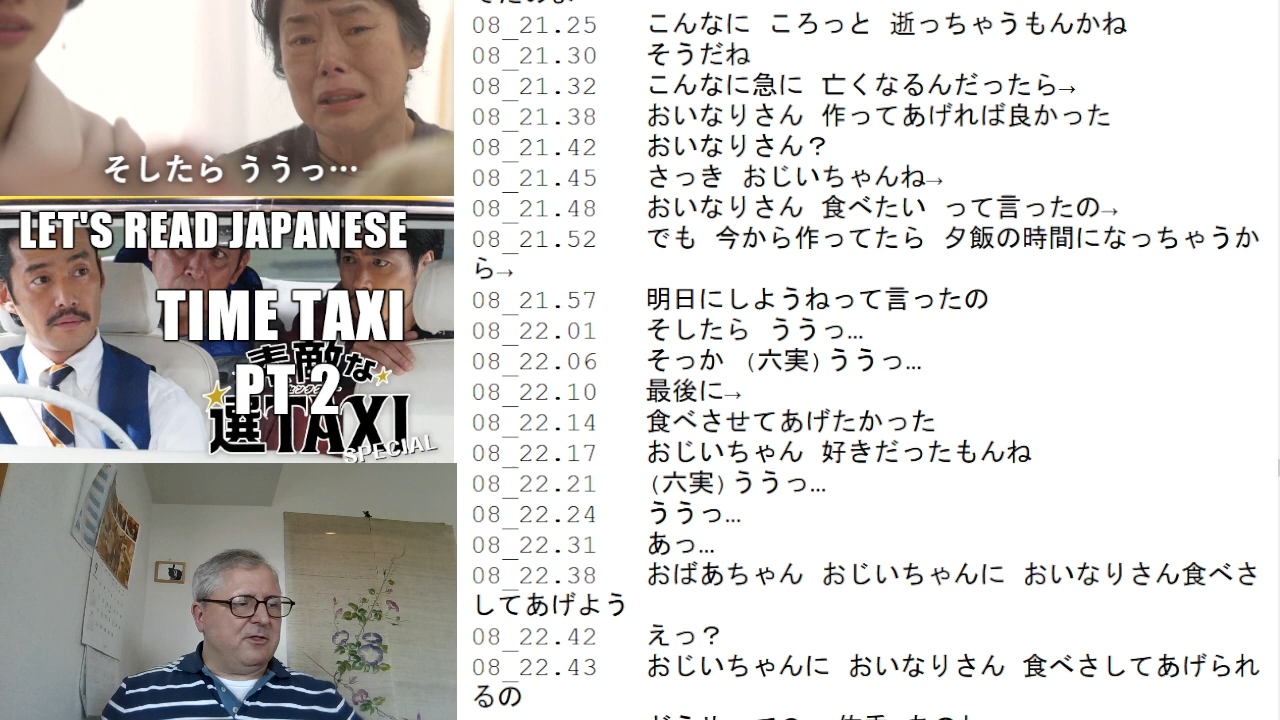 そしたら ううっ…
LET'S READ JAPANESE
TIME TAXI
PT 2
素敵な
選TAXI
SPECIAL
08_21.25 こんなに ころっと 逝っちゃうもんかね
08_21.30 そうだね
08_21.32 こんなに急に 亡くなるんだったら→
08_21.38 おいなりさん 作ってあげれば良かった
08_21.42 おいなりさん？
08_21.45 さっき おじいちゃんね→
08_21.48 おいなりさん 食べたい って言ったの→
08_21.52 でも 今から作ってたら 夕飯の時間になっちゃうか
ら→
08_21.57 明日にしようねって言ったの
08_22.01 そしたら ううっ…
08_22.06 そっか (六実)ううっ…
08_22.10 最後に→
08_22.14 食べさせてあげたかった
08_22.17 おじいちゃん 好きだったもんね
08_22.21 (六実)ううっ…
08_22.24 ううっ…
08_22.31 あっ…
08_22.38 おばあちゃん おじいちゃんに おいなりさん食べさ
してあげよう
08_22.42 えっ？
08_22.43 おじいちゃんに おいなりさん 食べさしてあげられ
るの